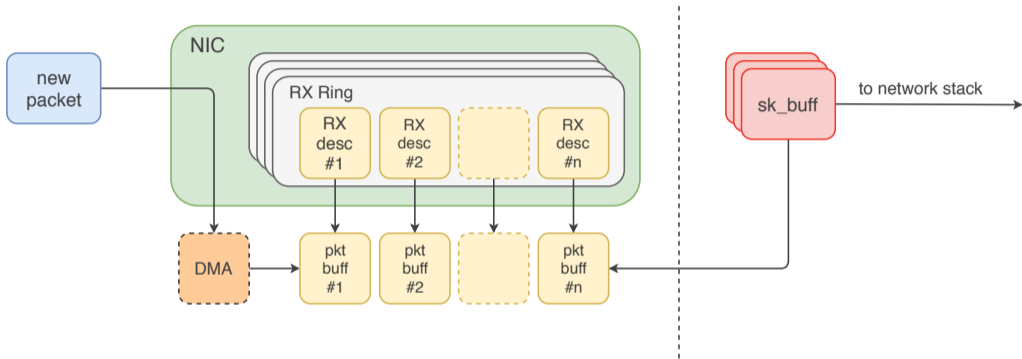 NIC
new
packet
RX Ring
RX
desc
#1
RX
desc
#2
RX
desc
#n
sk_buff
to network stack
DMA
pkt
buff
#1
pkt
buff
#2
pkt
buff
#n